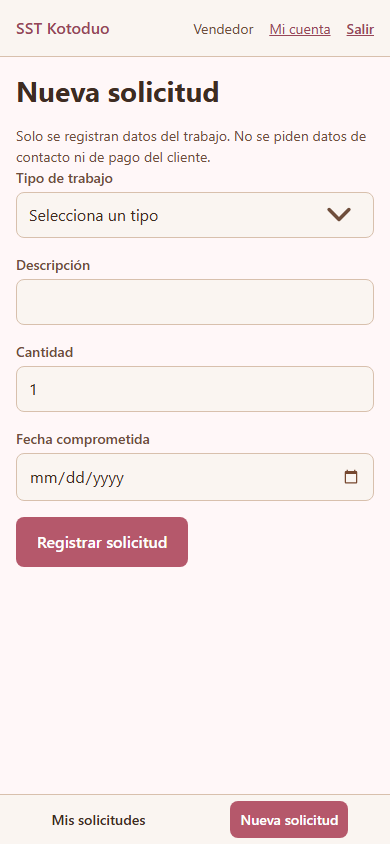 SST Kotoduo Vendedor Mi cuenta Salir
Nueva solicitud
Solo se registran datos del trabajo. No se piden datos de
contacto ni de pago del cliente.
Tipo de trabajo
Selecciona un tipo
Descripción
Cantidad
1
Fecha comprometida
mm/dd/yyyy
Registrar solicitud
Mis solicitudes Nueva solicitud